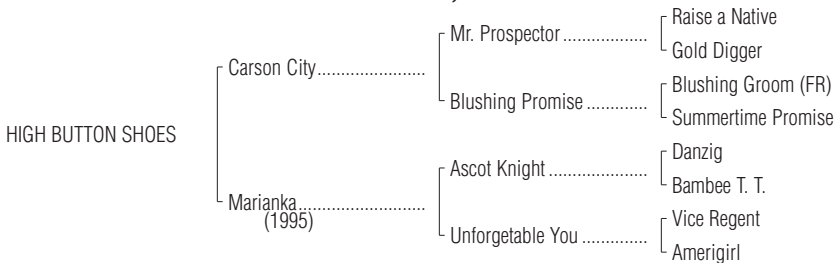 Raise a Native
Mr. Prospector ..................
Gold Digger
Carson City.......................
Blushing Groom (FR)
Blushing Promise .............
Summertime Promise
HIGH BUTTON SHOES
Danzig
Ascot Knight .....................
Bambee T. T.
Marianka...........................
(1995)
Vice Regent
Unforgetable You ..............
Amerigirl